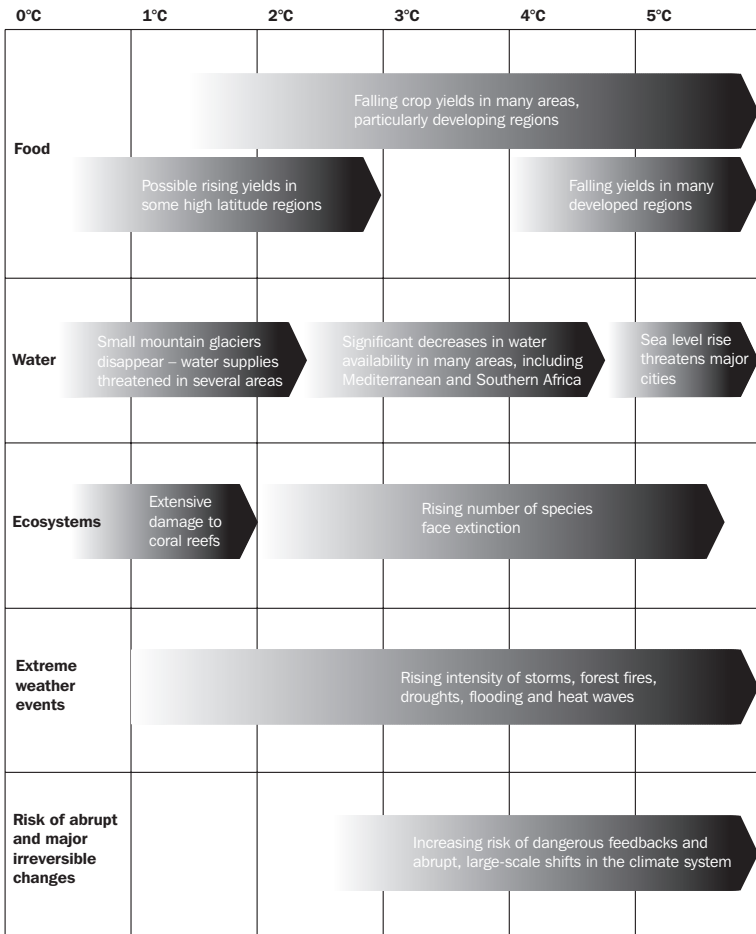 0°C 1°C 2°C 3°C 4°C 5°C
Food
Falling crop yields in many areas,
particularly developing regions
Possible rising yields in
some high latitude regions
Falling yields in many
developed regions
Water
Small mountain glaciers
disappear – water supplies
threatened in several areas
Significant decreases in water
availability in many areas, including
Mediterranean and Southern Africa
Sea level rise
threatens major
cities
Ecosystems
Extensive
damage to
coral reefs
Rising number of species
face extinction
Extreme
weather
events
Rising intensity of storms, forest fires,
droughts, flooding and heat waves
Risk of abrupt
and major
irreversible
changes
Increasing risk of dangerous feedbacks and
abrupt, large-scale shifts in the climate system